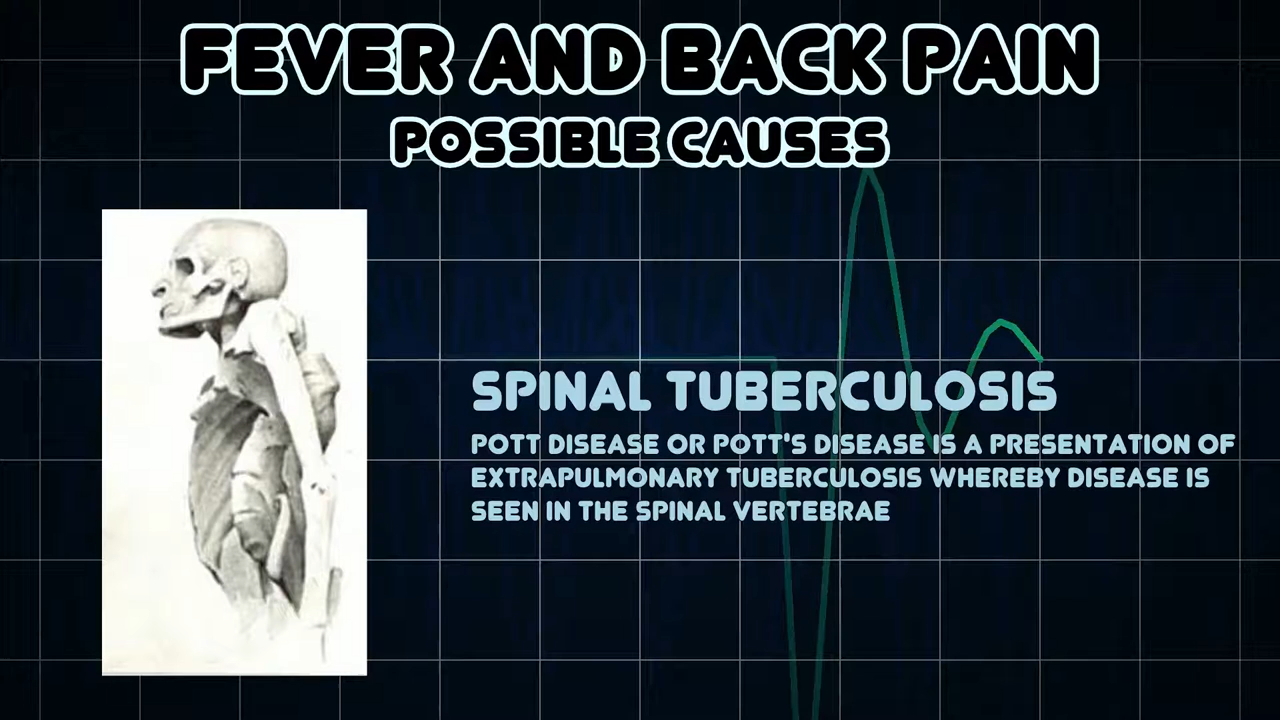 FEVER AND BACK PAIN
POSSIBLE CAUSES
SPINAL TUBERCULOSIS
POTT DISEASE OR POTT'S DISEASE IS A PRESENTATION OF
EXTRAPULMONARY TUBERCULOSIS WHEREBY DISEASE IS
SEEN IN THE SPINAL VERTEBRAE